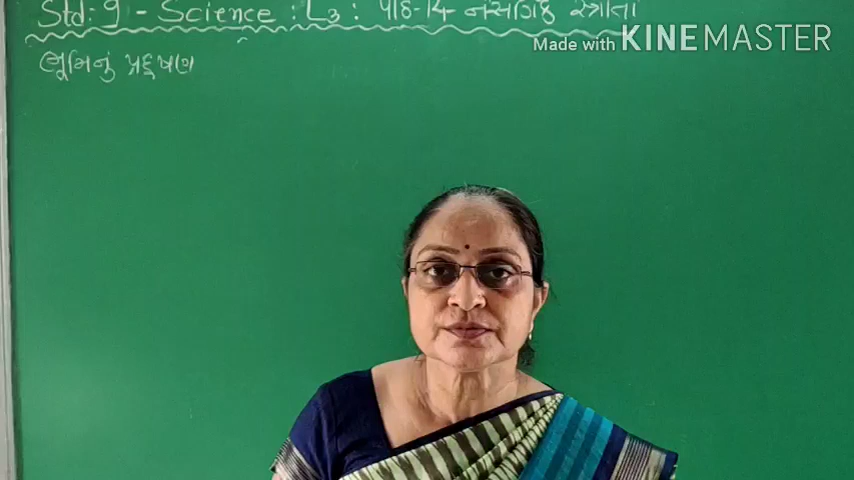 Std: 9 - Science : L3 : પાઠ-14 નૈસર્ગિક સ્ત્રોતો
Made with KINEMASTER
ભૂમિનું પ્રદૂષણ